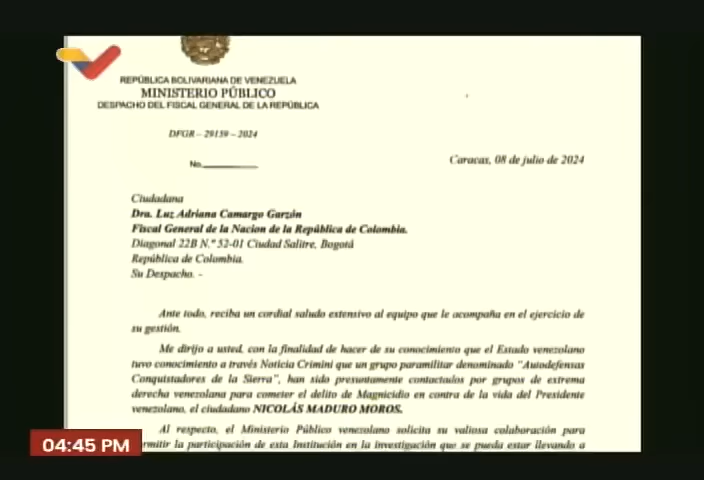 REPÚBLICA BOLIVARIANA DE VENEZUELA
MINISTERIO PÚBLICO
DESPACHO DEL FISCAL GENERAL DE LA REPÚBLICA
DFGR – 29159 – 2024
No.
Caracas, 08 de julio de 2024
Ciudadana
Dra. Luz Adriana Camargo Garzón
Fiscal General de la Nacion de la República de Colombia.
Diagonal 22B N.º 52-01 Ciudad Salitre, Bogotá
República de Colombia.
Su Despacho. -
Ante todo, reciba un cordial saludo extensivo al equipo que le acompaña en el ejercicio de
su gestión.
Me dirijo a usted, con la finalidad de hacer de su conocimiento que el Estado venezolano
tuvo conocimiento a través Noticia Crimini que un grupo paramilitar denominado "Autodefensas
Conquistadores de la Sierra", han sido presuntamente contactados por grupos de extrema
derecha venezolana para cometer el delito de Magnicidio en contra de la vida del Presidente
venezolano, el ciudadano NICOLÁS MADURO MOROS.
Al respecto, el Ministerio Público venezolano solicita su valiosa colaboración para
rmitir la participación de esta Institución en la investigación que se pueda estar llevando a
04:45 PM